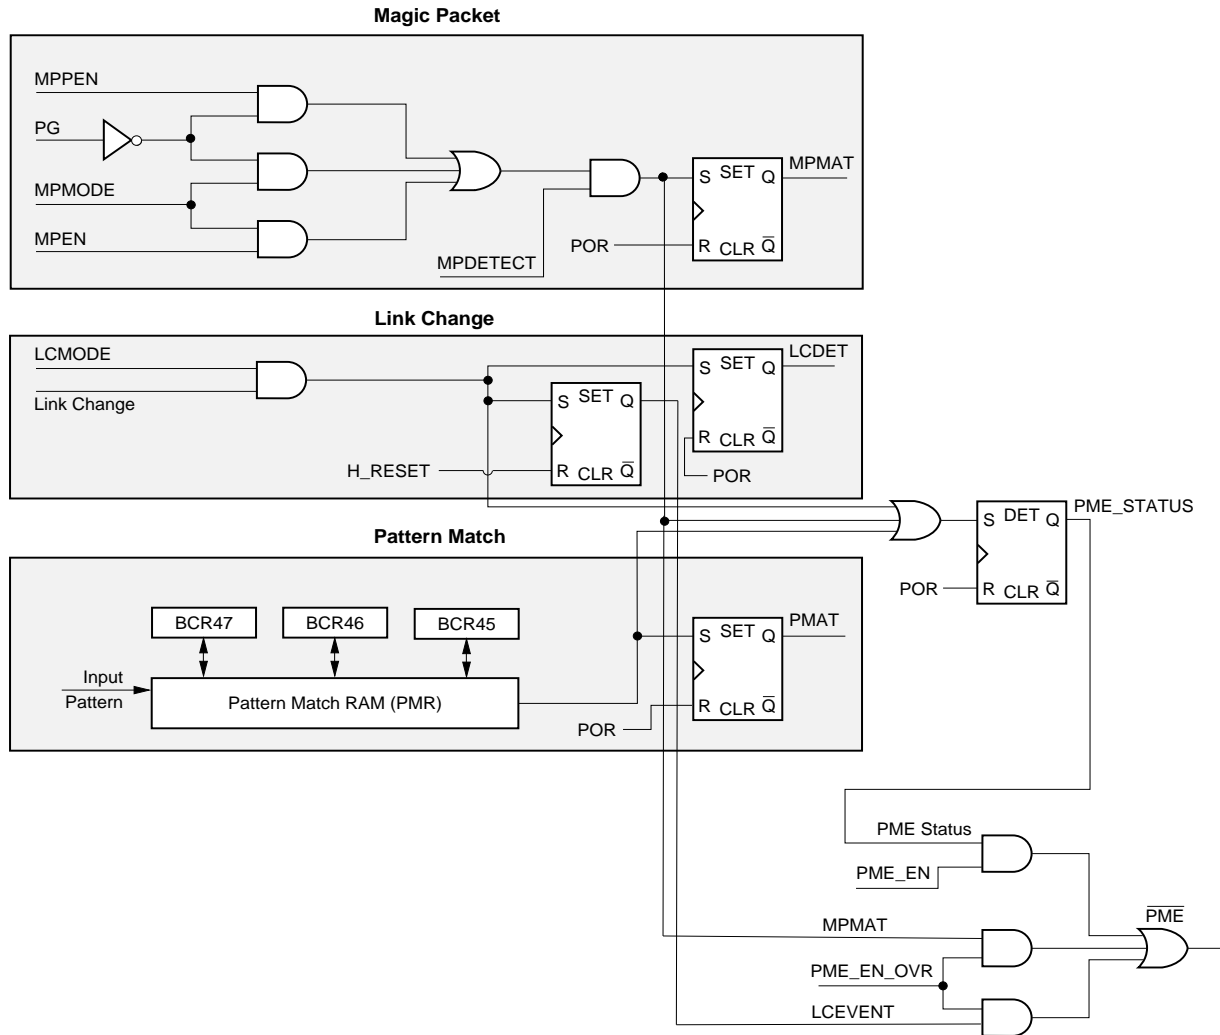 Magic Packet
MPPEN
PG
MPMODE
MPEN
MPDETECT
POR
S SET Q
R CLR Q̅
MPMAT
Link Change
LCMODE
Link Change
H_RESET
S SET Q
R CLR Q̅
S SET Q
R CLR Q̅
LCDET
POR
S DET Q
R CLR Q̅
PME_STATUS
POR
Pattern Match
BCR47
BCR46
BCR45
Input
Pattern
Pattern Match RAM (PMR)
POR
S SET Q
R CLR Q̅
PMAT
PME Status
PME_EN
MPMAT
PME_EN_OVR
LCEVENT
P̅M̅E̅